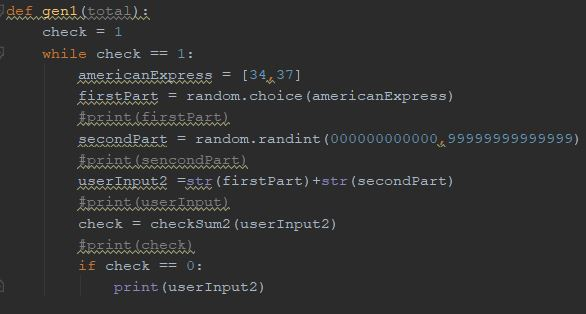 def gen1(total):
    check = 1
    while check == 1:
        americanExpress = [34,37]
        firstPart = random.choice(americanExpress)
        #print(firstPart)
        secondPart = random.randint(000000000000,99999999999999)
        #print(sencondPart)
        userInput2 =str(firstPart)+str(secondPart)
        #print(userInput)
        check = checkSum2(userInput2)
        #print(check)
        if check == 0:
            print(userInput2)